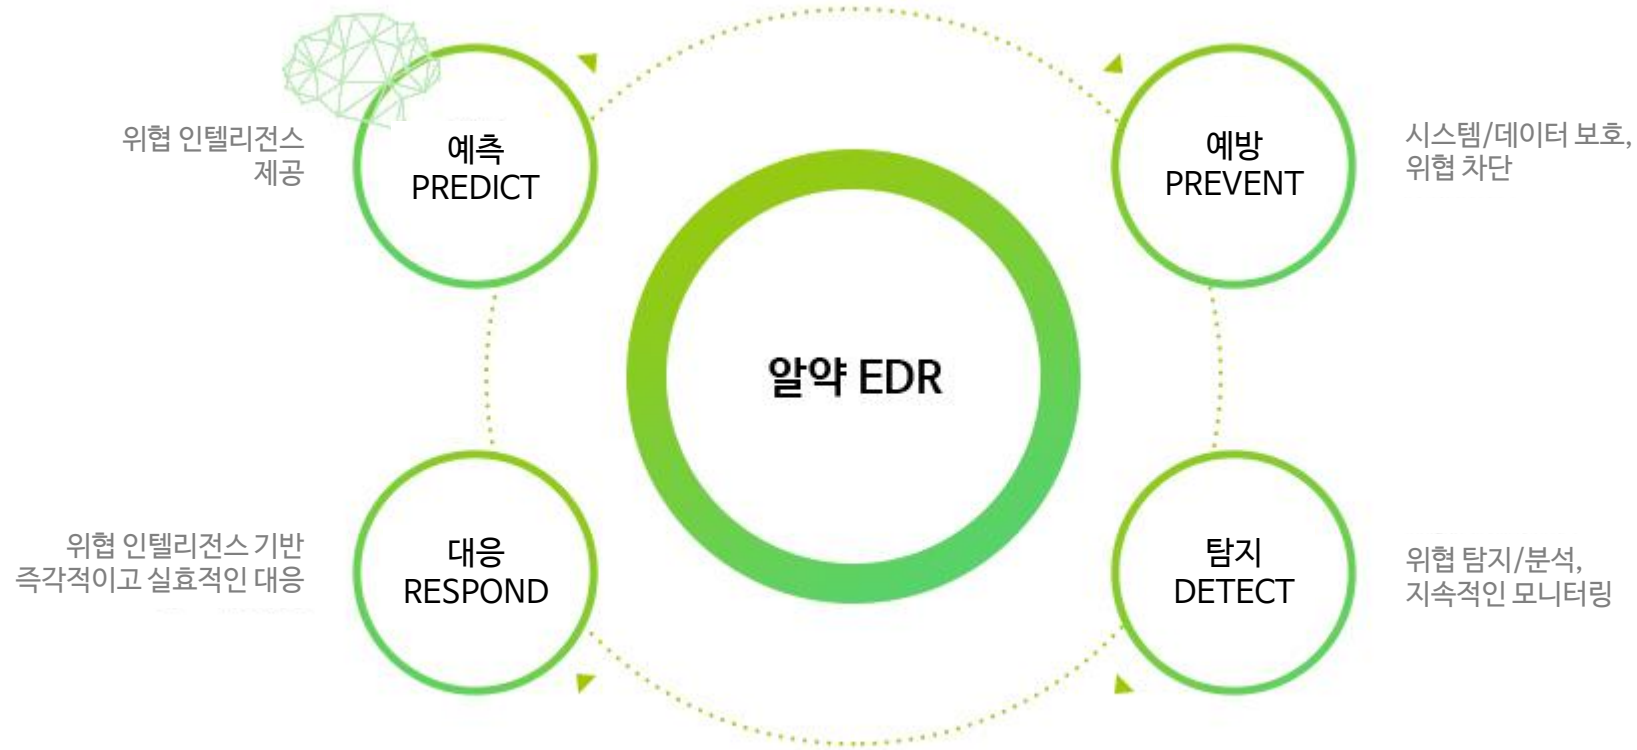 위협 인텔리전스
제공
예측
PREDICT
예방
PREVENT
시스템/데이터 보호,
위협 차단
알약 EDR
위협 인텔리전스 기반
즉각적이고 실효적인 대응
대응
RESPOND
탐지
DETECT
위협 탐지/분석,
지속적인 모니터링